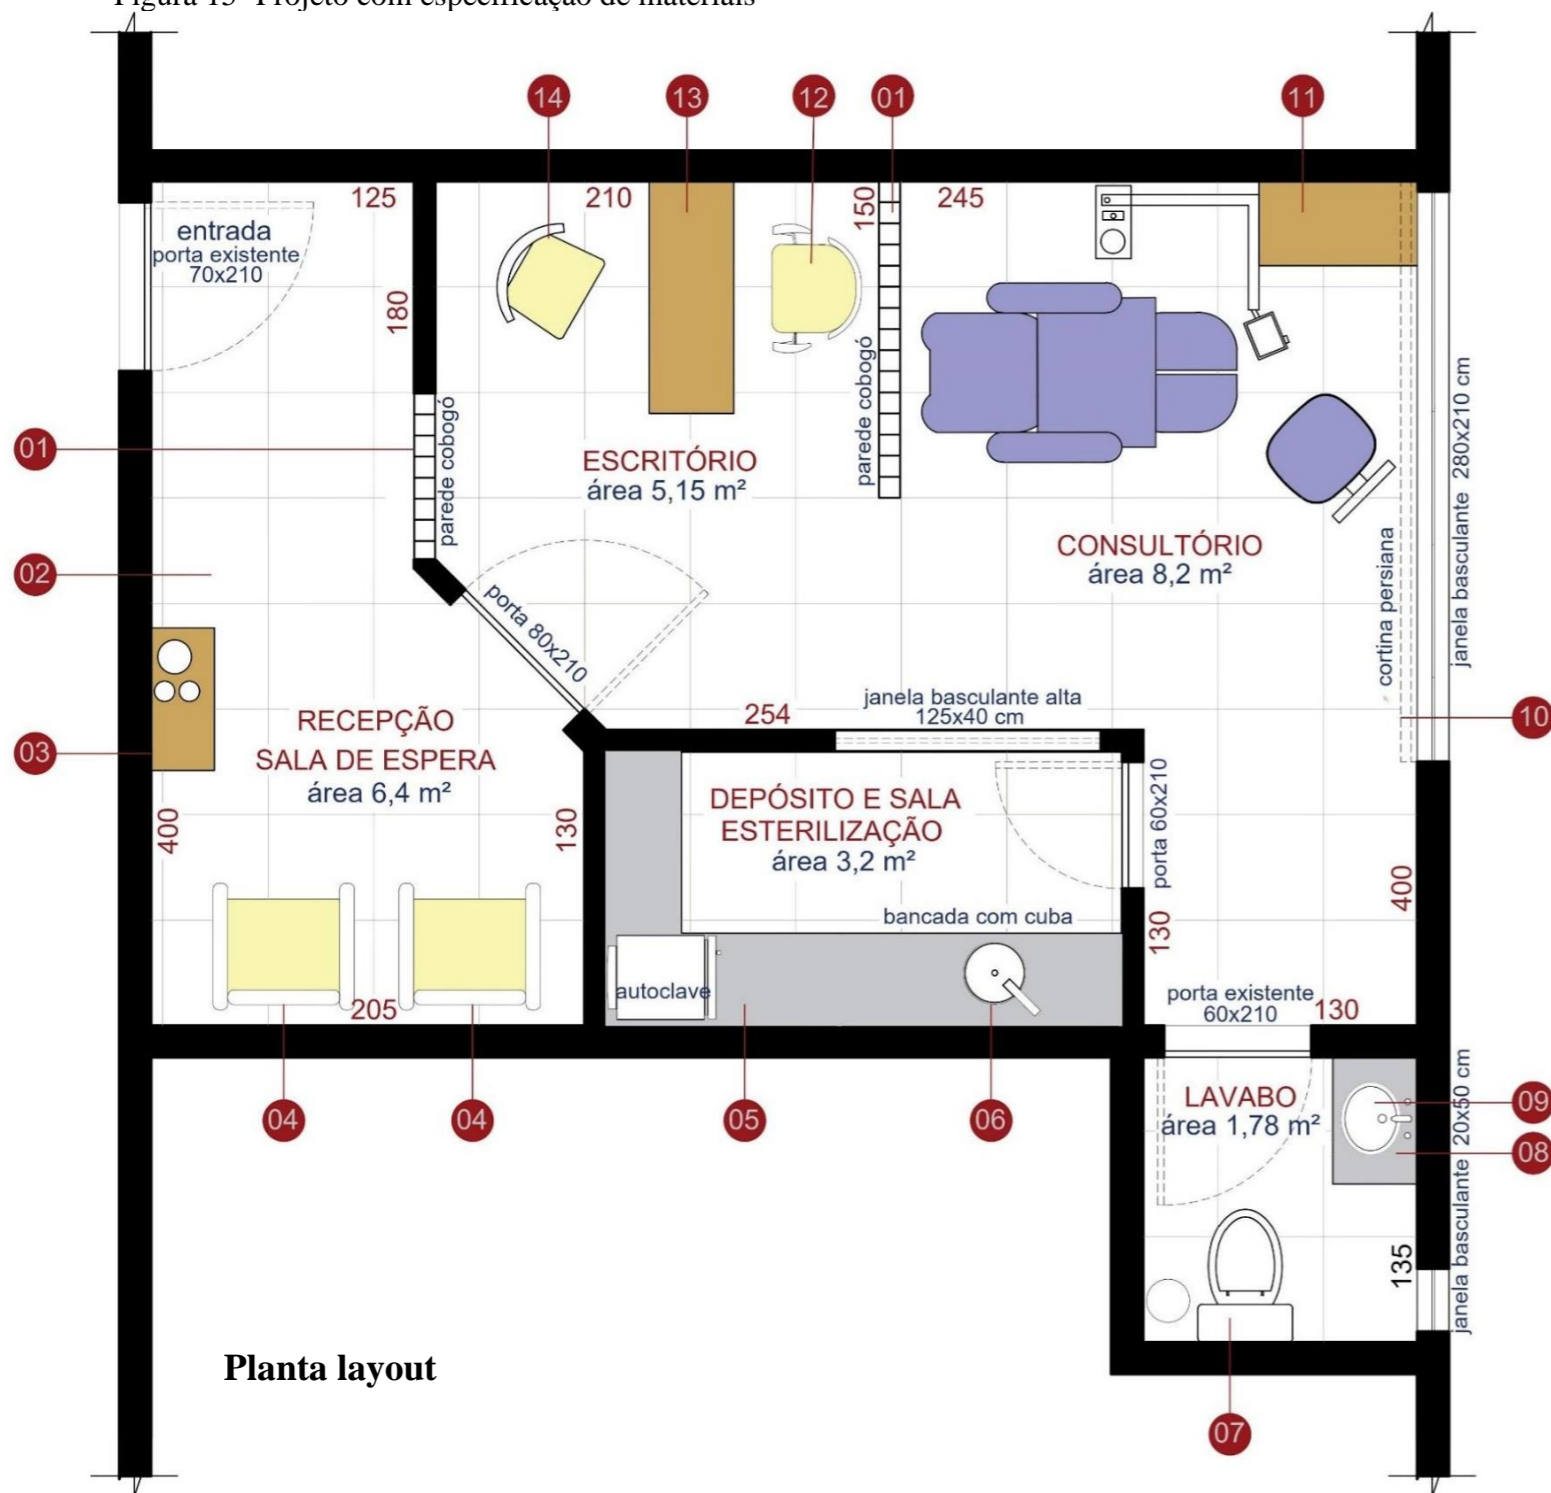 Figura 15- Projeto com especificação de materiais
14
13
12
01
11
125
210
150
245
entrada
porta existente
70x210
180
parede cobogó
parede cobogó
janela basculante 280x210 cm
01
ESCRITÓRIO
área 5,15 m²
CONSULTÓRIO
área 8,2 m²
02
porta 80x210
cortina persiana
RECEPÇÃO
SALA DE ESPERA
área 6,4 m²
254
janela basculante alta
125x40 cm
10
03
400
130
DEPÓSITO E SALA
ESTERILIZAÇÃO
área 3,2 m²
porta 60x210
400
bancada com cuba
130
autoclave
205
porta existente
60x210
130
04
04
05
06
LAVABO
área 1,78 m²
09
08
janela basculante 20x50 cm
135
Planta layout
07